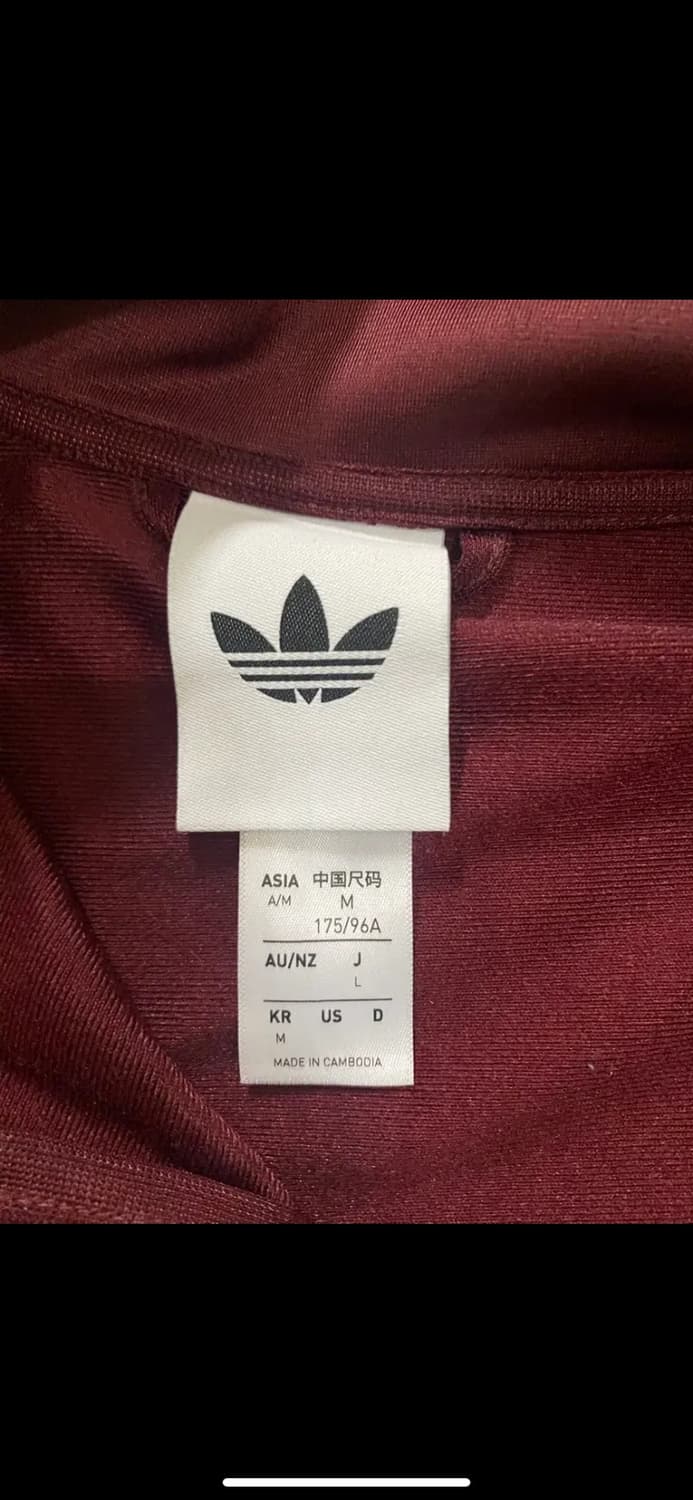 ASIA 中国尺码
A/M M
175/96A
AU/NZ J
L
KR US D
M
MADE IN CAMBODIA